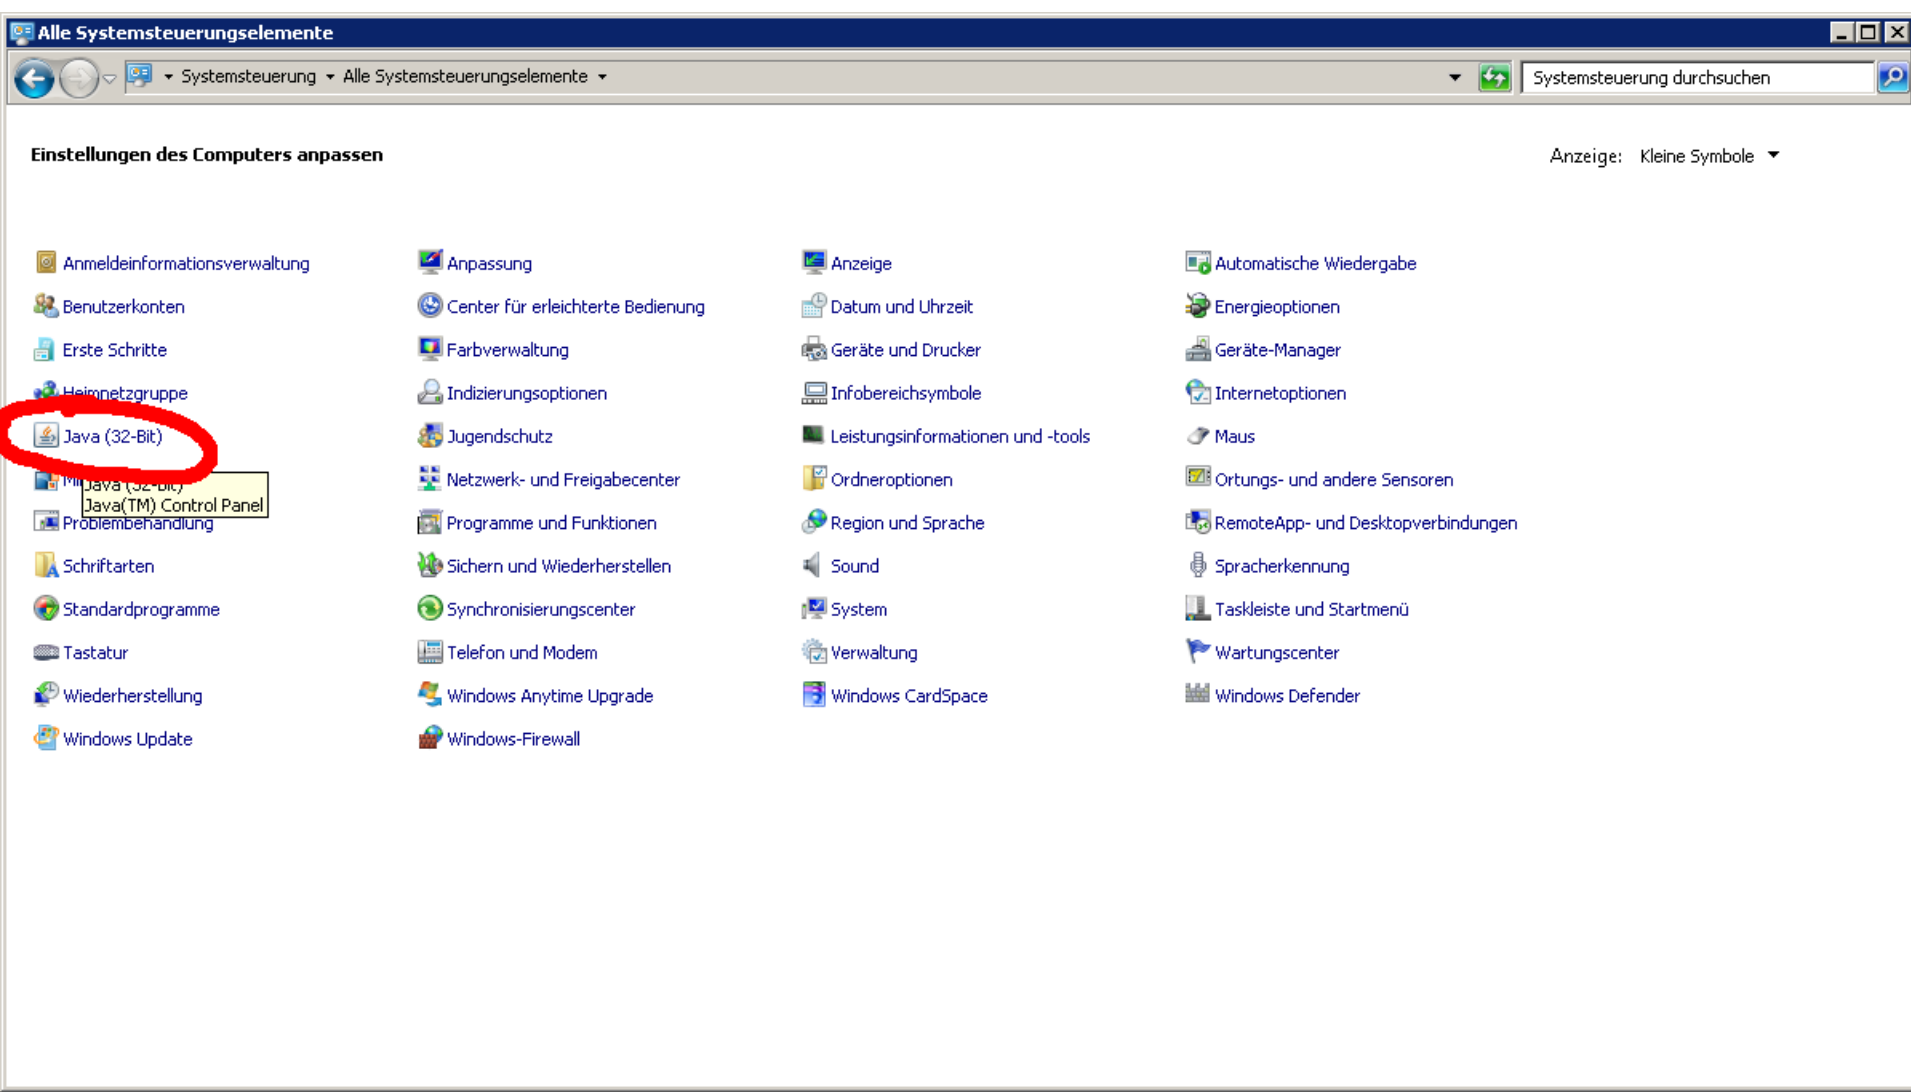 Alle Systemsteuerungselemente
Systemsteuerung Alle Systemsteuerungselemente Systemsteuerung durchsuchen
Einstellungen des Computers anpassen Anzeige: Kleine Symbole
Anmeldeinformationsverwaltung Anpassung Anzeige Automatische Wiedergabe
Benutzerkonten Center für erleichterte Bedienung Datum und Uhrzeit Energieoptionen
Erste Schritte Farbverwaltung Geräte und Drucker Geräte-Manager
Heimnetzgruppe Indizierungsoptionen Infobereichsymbole Internetoptionen
Java (32-Bit) Jugendschutz Leistungsinformationen und -tools Maus
Netzwerk- und Freigabecenter Ordneroptionen Ortungs- und andere Sensoren
Java (32-Bit)
Java(TM) Control Panel
Problembehandlung Programme und Funktionen Region und Sprache RemoteApp- und Desktopverbindungen
Schriftarten Sichern und Wiederherstellen Sound Spracherkennung
Standardprogramme Synchronisierungscenter System Taskleiste und Startmenü
Tastatur Telefon und Modem Verwaltung Wartungscenter
Wiederherstellung Windows Anytime Upgrade Windows CardSpace Windows Defender
Windows Update Windows-Firewall